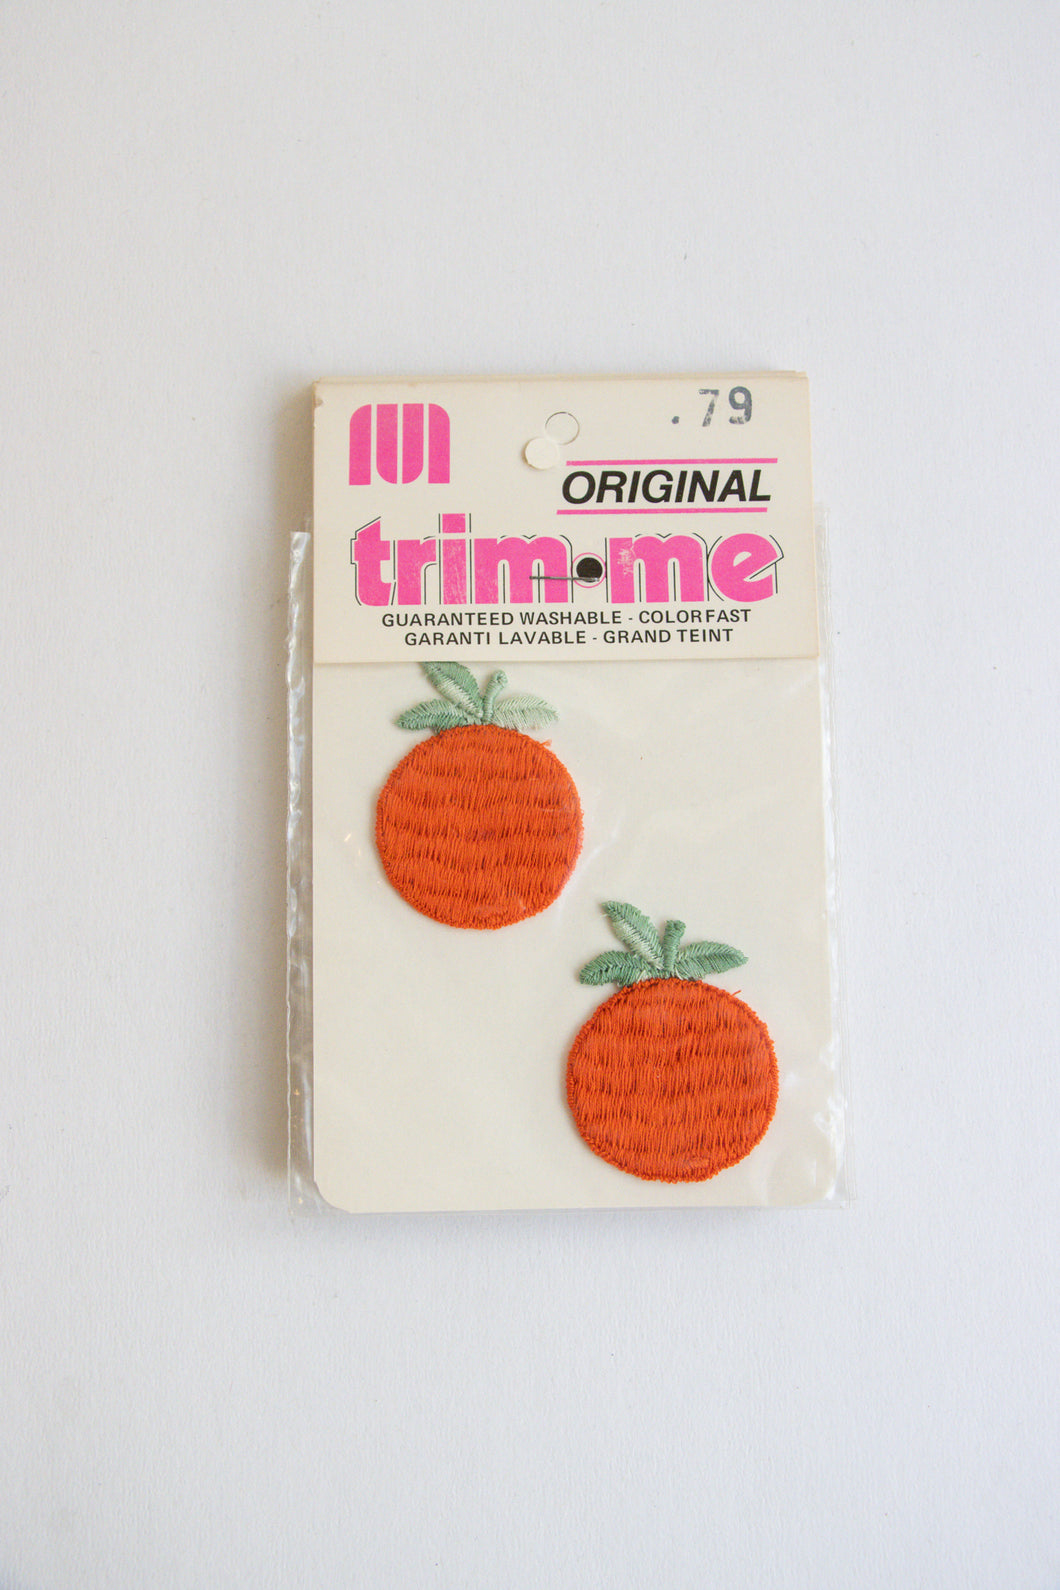 .79
ORIGINAL
trim·me
GUARANTEED WASHABLE - COLORFAST
GARANTI LAVABLE - GRAND TEINT